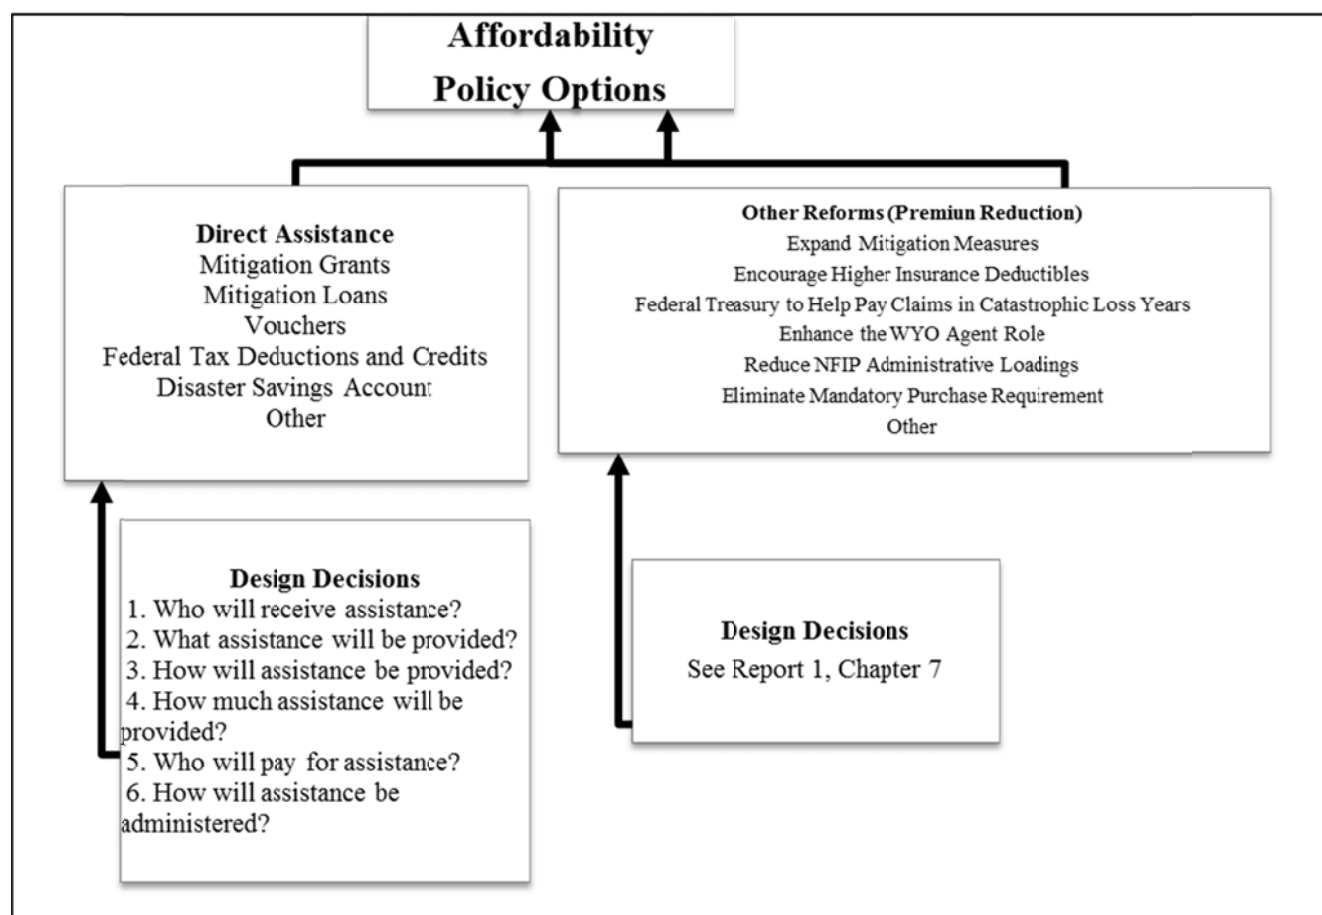 Affordability
Policy Options
Direct Assistance
Mitigation Grants
Mitigation Loans
Vouchers
Federal Tax Deductions and Credits
Disaster Savings Account
Other
Other Reforms (Premiun Reduction)
Expand Mitigation Measures
Encourage Higher Insurance Deductibles
Federal Treasury to Help Pay Claims in Catastrophic Loss Years
Enhance the WYO Agent Role
Reduce NFIP Administrative Loadings
Eliminate Mandatory Purchase Requirement
Other
Design Decisions
1. Who will receive assistance?
2. What assistance will be provided?
3. How will assistance be provided?
4. How much assistance will be
provided?
5. Who will pay for assistance?
6. How will assistance be
administered?
Design Decisions
See Report 1, Chapter 7